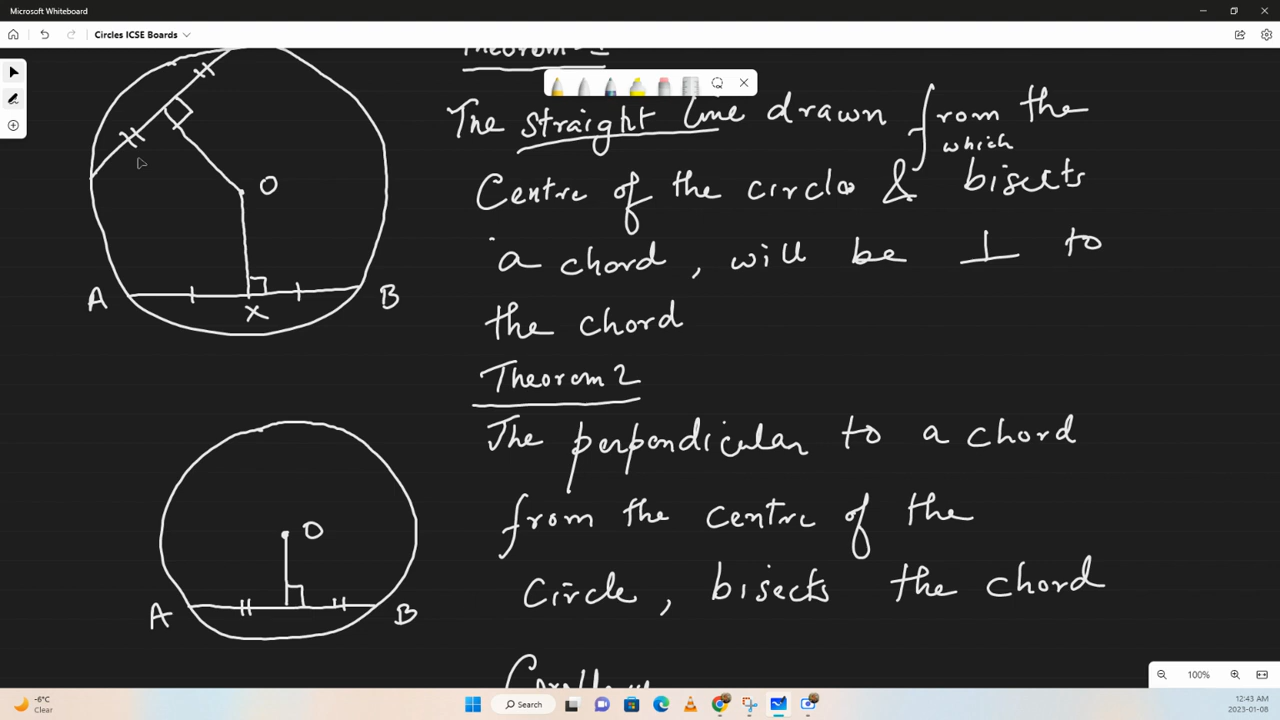 Microsoft Whiteboard
Circles ICSE Boards
Theorem-1
The straight line drawn from the
which
Centre of the circle & bisects
a chord, will be ⊥ to
the chord
Theorem 2
The perpendicular to a chord
from the centre of the
Circle, bisects the chord
O
A
B
X
O
A
B
100%
-6°C
Clear
Search
12:43 AM
2023-01-08